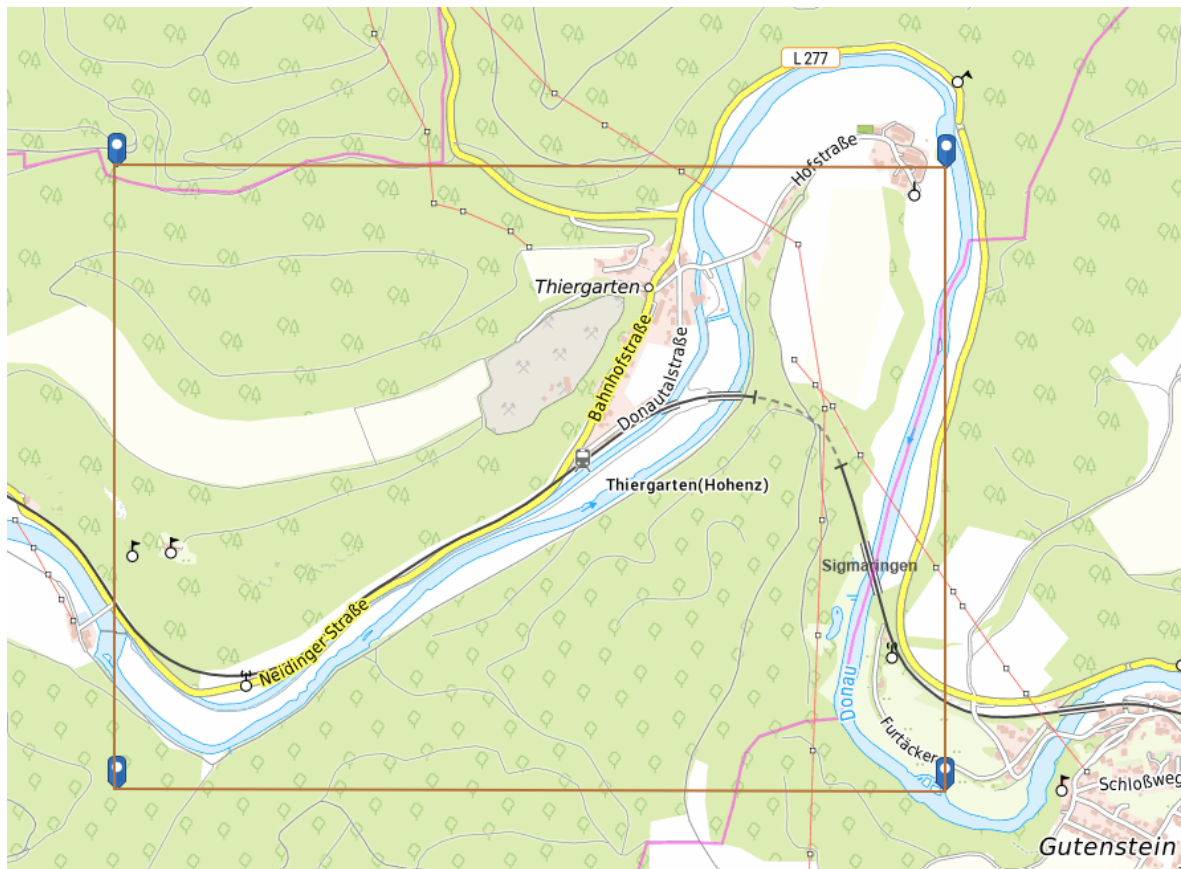 L 277
Hofstraße
Thiergarten
Bahnhofstraße
Donautalstraße
Thiergarten(Hohenz)
Sigmaringen
Neidinger Straße
Donau
Furtäcker
Schloßweg
Gutenstein